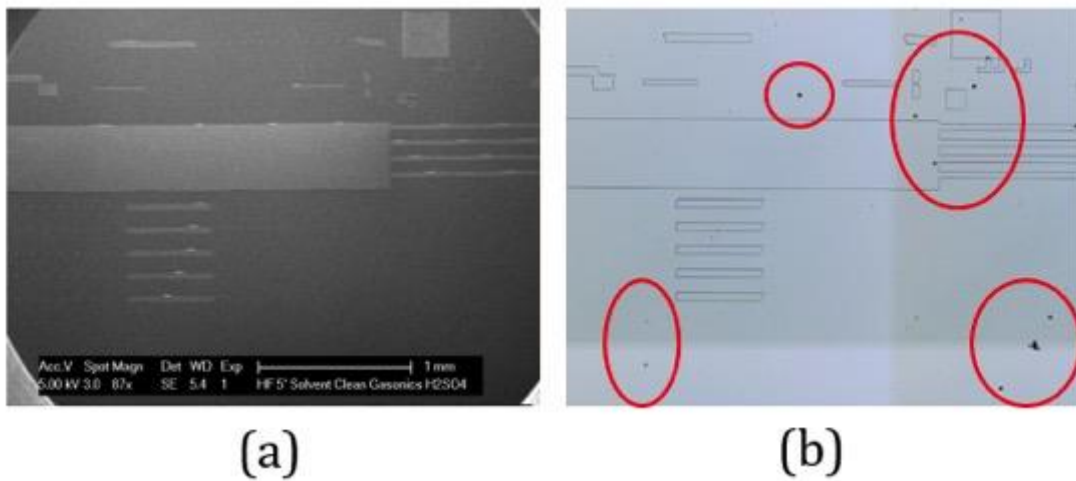 Acc.V Spot Magn Det WD Exp 1 mm
5.00 kV 3.0 87x SE 5.4 1 HF 5" Solvent Clean Gasonics H2SO4
(a) (b)